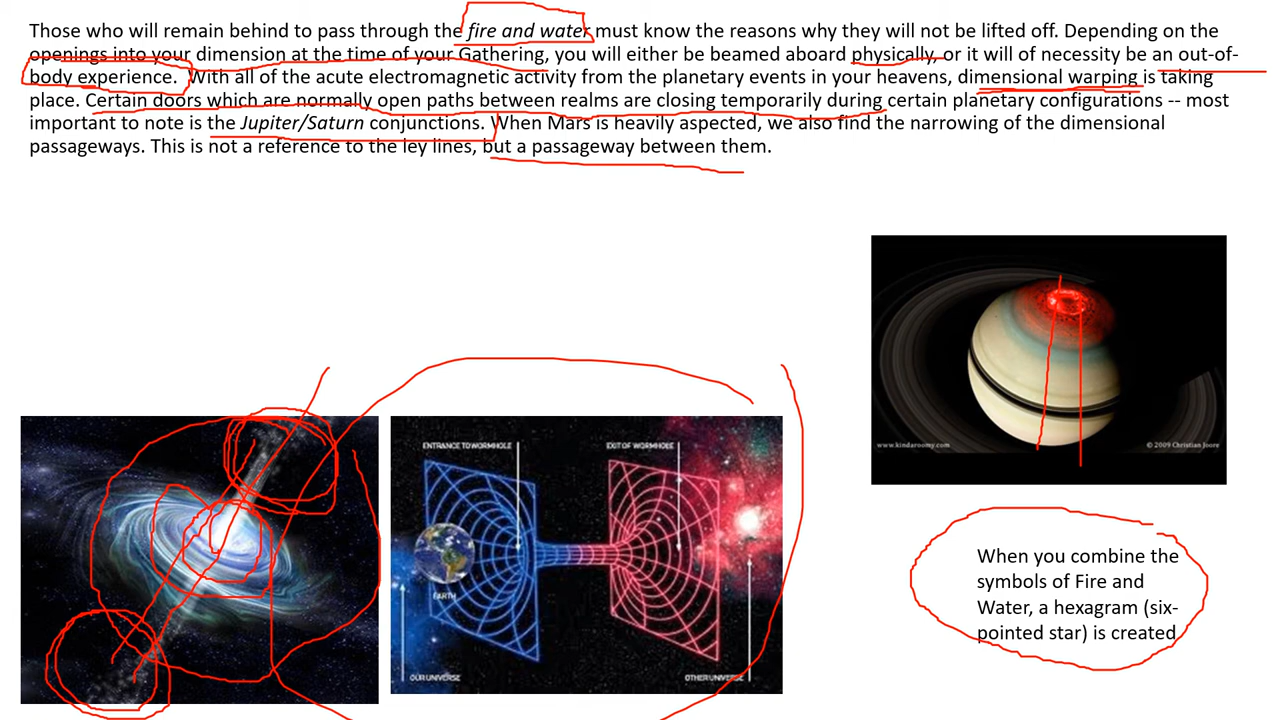 Those who will remain behind to pass through the fire and water must know the reasons why they will not be lifted off. Depending on the
openings into your dimension at the time of your Gathering, you will either be beamed aboard physically, or it will of necessity be an out-of-
body experience. With all of the acute electromagnetic activity from the planetary events in your heavens, dimensional warping is taking
place. Certain doors which are normally open paths between realms are closing temporarily during certain planetary configurations -- most
important to note is the Jupiter/Saturn conjunctions. When Mars is heavily aspected, we also find the narrowing of the dimensional
passageways. This is not a reference to the ley lines, but a passageway between them.
ENTRANCE TO WORMHOLE
EXIT OF WORMHOLE
EARTH
OUR UNIVERSE
OTHER UNIVERSE
www.kindaroomy.com
© 2009 Christian Joore
When you combine the
symbols of Fire and
Water, a hexagram (six-
pointed star) is created